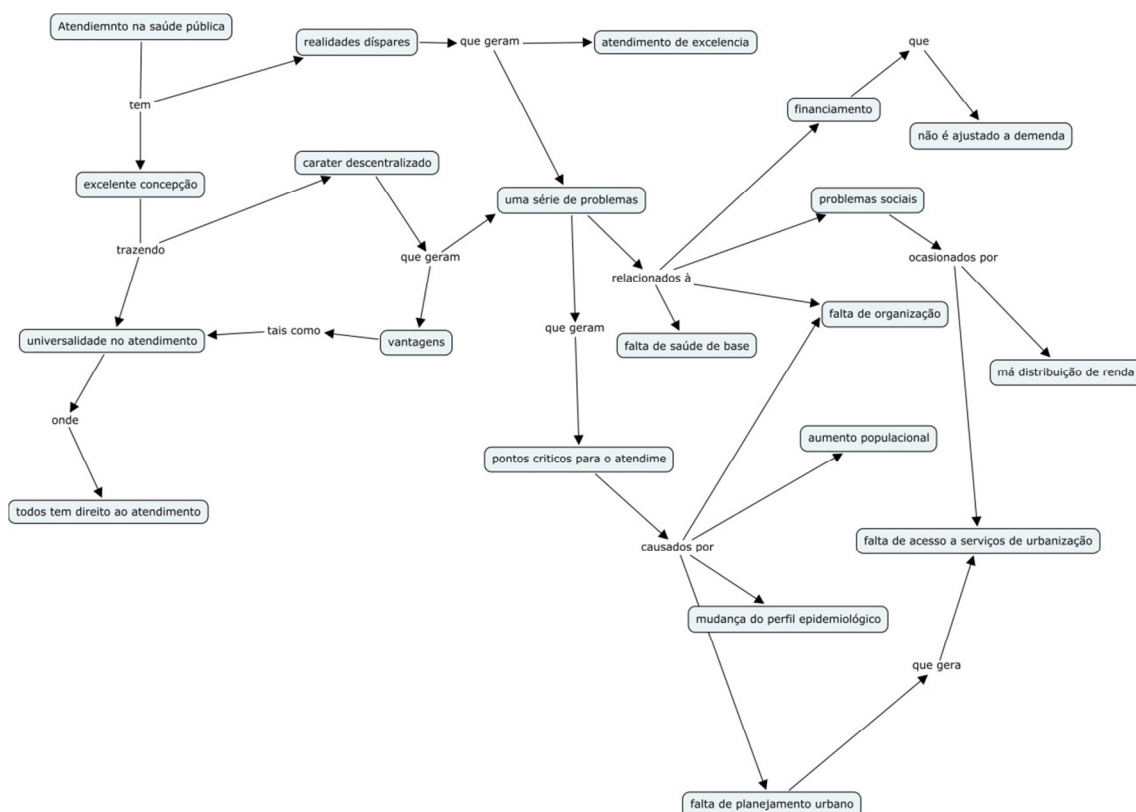 Atendiemnto na saúde pública
realidades díspares
que geram
atendimento de excelencia
que
tem
financiamento
não é ajustado a demenda
carater descentralizado
excelente concepção
uma série de problemas
problemas sociais
trazendo
que geram
ocasionados por
relacionados à
falta de organização
que geram
tais como
universalidade no atendimento
vantagens
falta de saúde de base
má distribuição de renda
onde
aumento populacional
pontos criticos para o atendime
todos tem direito ao atendimento
causados por
falta de acesso a serviços de urbanização
mudança do perfil epidemiológico
que gera
falta de planejamento urbano